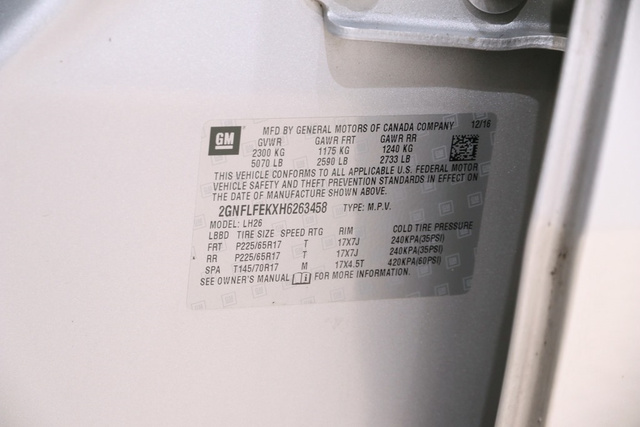 GM
MFD BY GENERAL MOTORS OF CANADA COMPANY 12/16
GVWR GAWR FRT GAWR RR
2300 KG 1175 KG 1240 KG
5070 LB 2590 LB 2733 LB
THIS VEHICLE CONFORMS TO ALL APPLICABLE U.S. FEDERAL MOTOR
VEHICLE SAFETY AND THEFT PREVENTION STANDARDS IN EFFECT ON
THE DATE OF MANUFACTURE SHOWN ABOVE.
2GNFLFEKXH6263458 TYPE: M.P.V.
MODEL: LH26
LBBD TIRE SIZE SPEED RTG RIM COLD TIRE PRESSURE
FRT P225/65R17 T 17X7J 240KPA(35PSI)
RR P225/65R17 T 17X7J 240KPA(35PSI)
SPA T145/70R17 M 17X4.5T 420KPA(60PSI)
SEE OWNER'S MANUAL i FOR MORE INFORMATION.